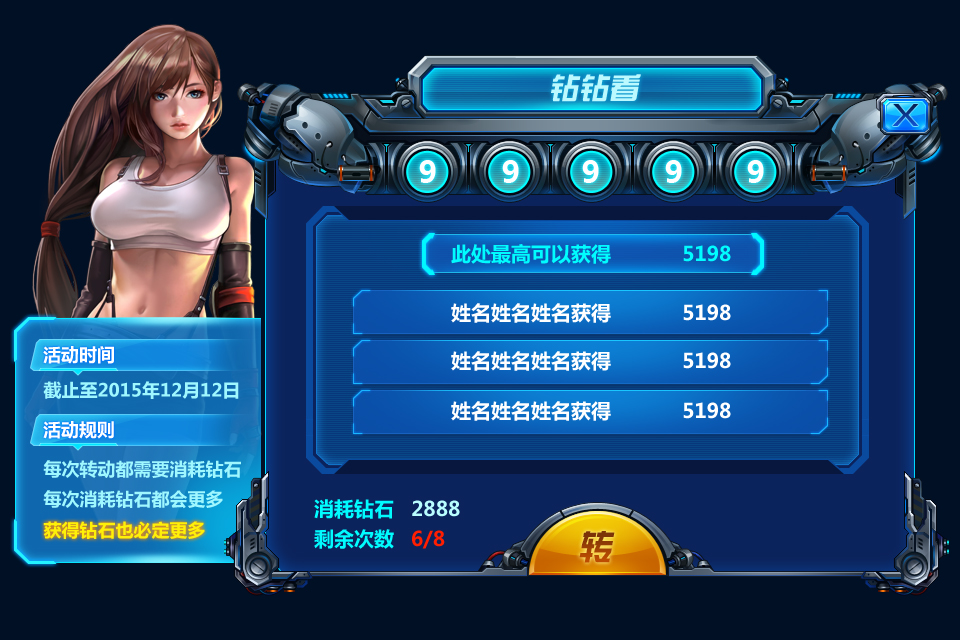 钻钻看
X
9 9 9 9 9
此处最高可以获得 5198
姓名姓名姓名获得 5198
姓名姓名姓名获得 5198
姓名姓名姓名获得 5198
活动时间
截止至2015年12月12日
活动规则
每次转动都需要消耗钻石
每次消耗钻石都会更多
获得钻石也必定更多
消耗钻石 2888
剩余次数 6/8
转